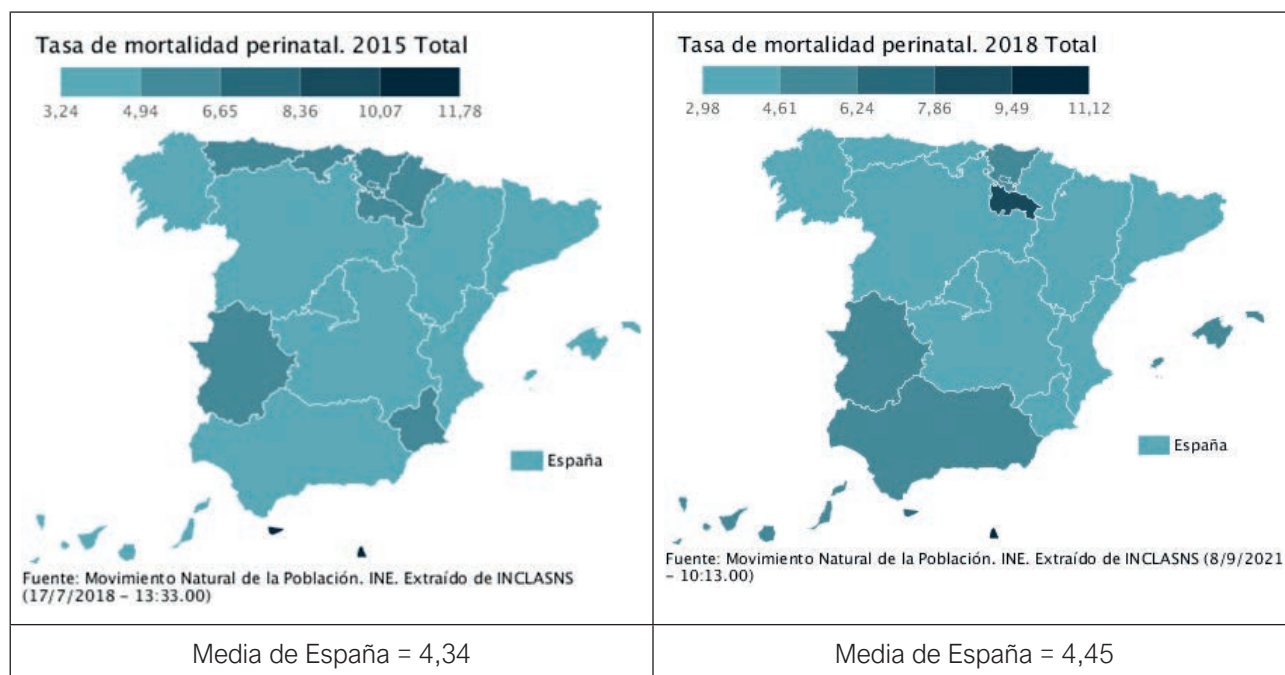 Tasa de mortalidad perinatal. 2015 Total
3,24 4,94 6,65 8,36 10,07 11,78
España
Fuente: Movimiento Natural de la Población. INE. Extraído de INCLASNS
(17/7/2018 – 13:33.00)
Media de España = 4,34
Tasa de mortalidad perinatal. 2018 Total
2,98 4,61 6,24 7,86 9,49 11,12
España
Fuente: Movimiento Natural de la Población. INE. Extraído de INCLASNS (8/9/2021
– 10:13.00)
Media de España = 4,45